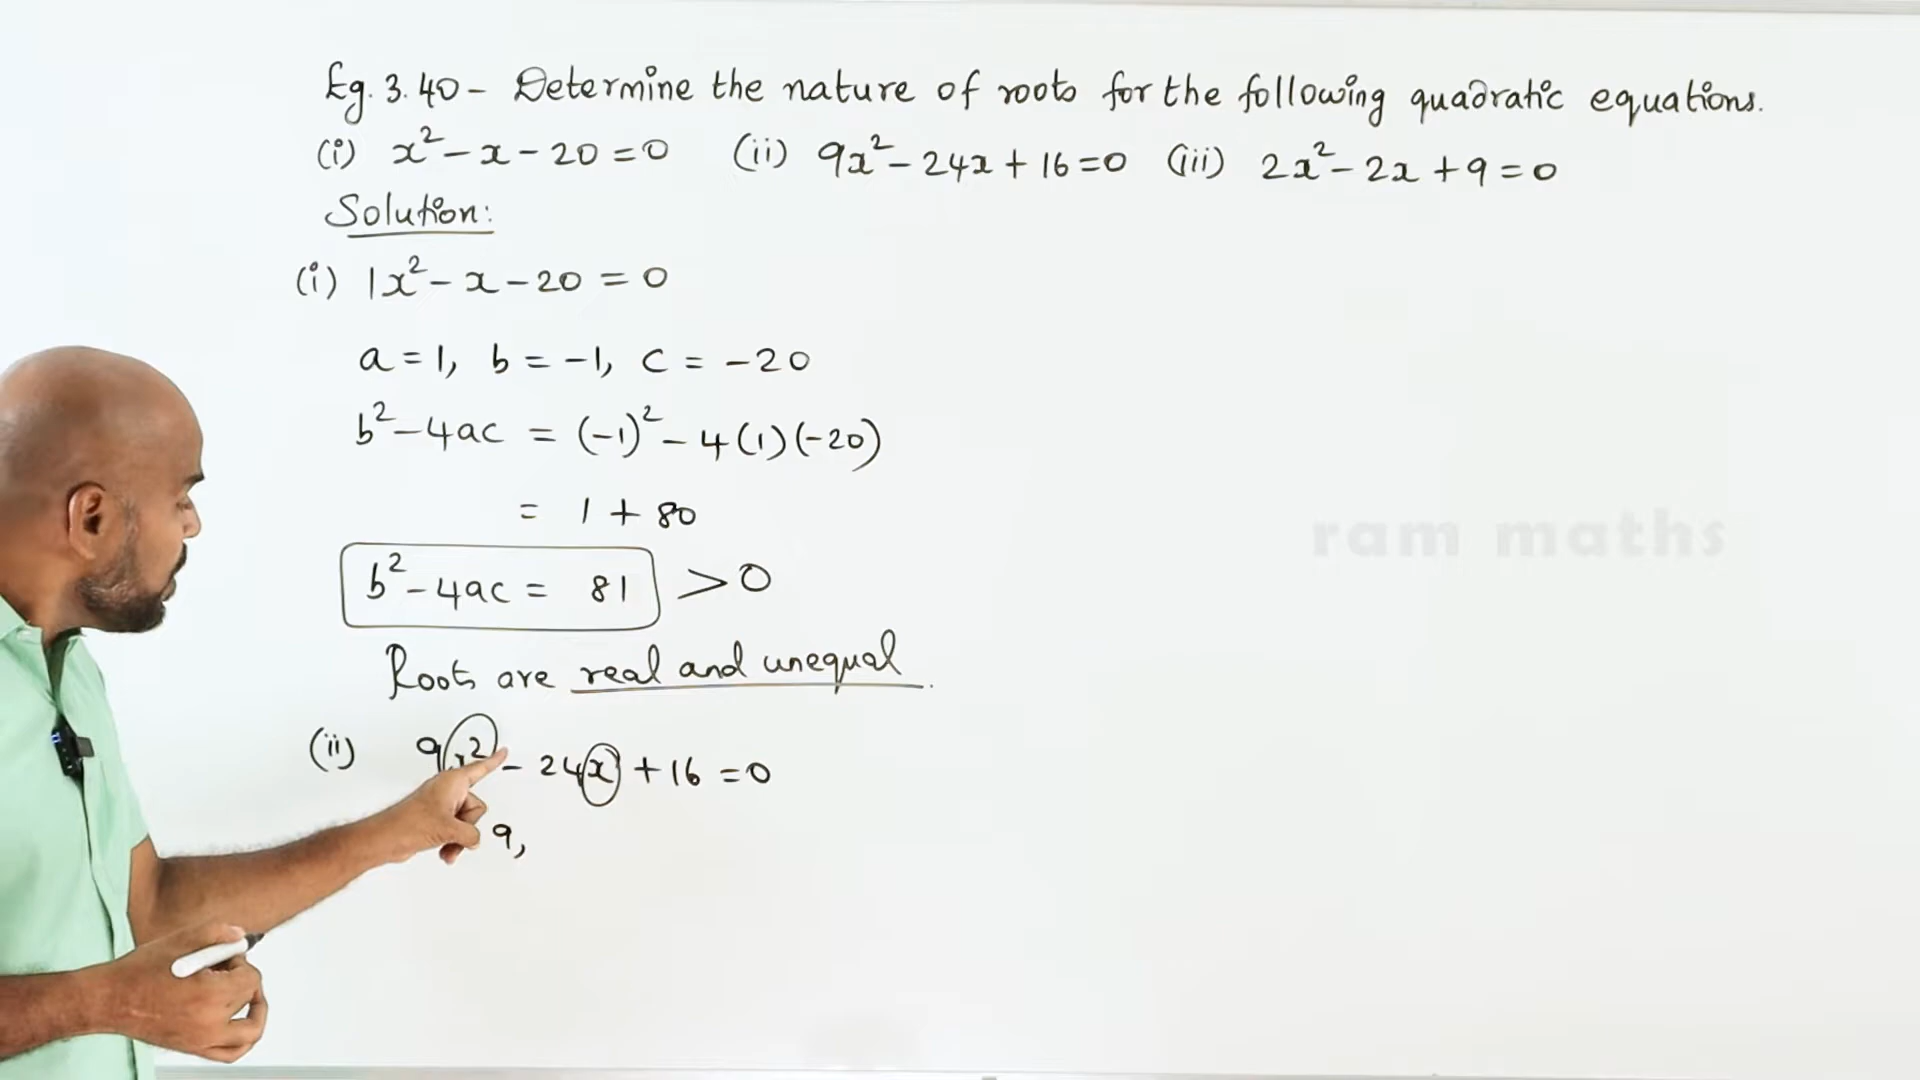 Eg. 3.40 - Determine the nature of roots for the following quadratic equations.
(i) x² - x - 20 = 0 (ii) 9x² - 24x + 16 = 0 (iii) 2x² - 2x + 9 = 0
Solution:
(i) 1x² - x - 20 = 0
a = 1, b = -1, c = -20
b² - 4ac = (-1)² - 4(1)(-20)
= 1 + 80
b² - 4ac = 81 > 0
ram maths
Roots are real and unequal.
(ii) 9x² - 24x + 16 = 0
9,